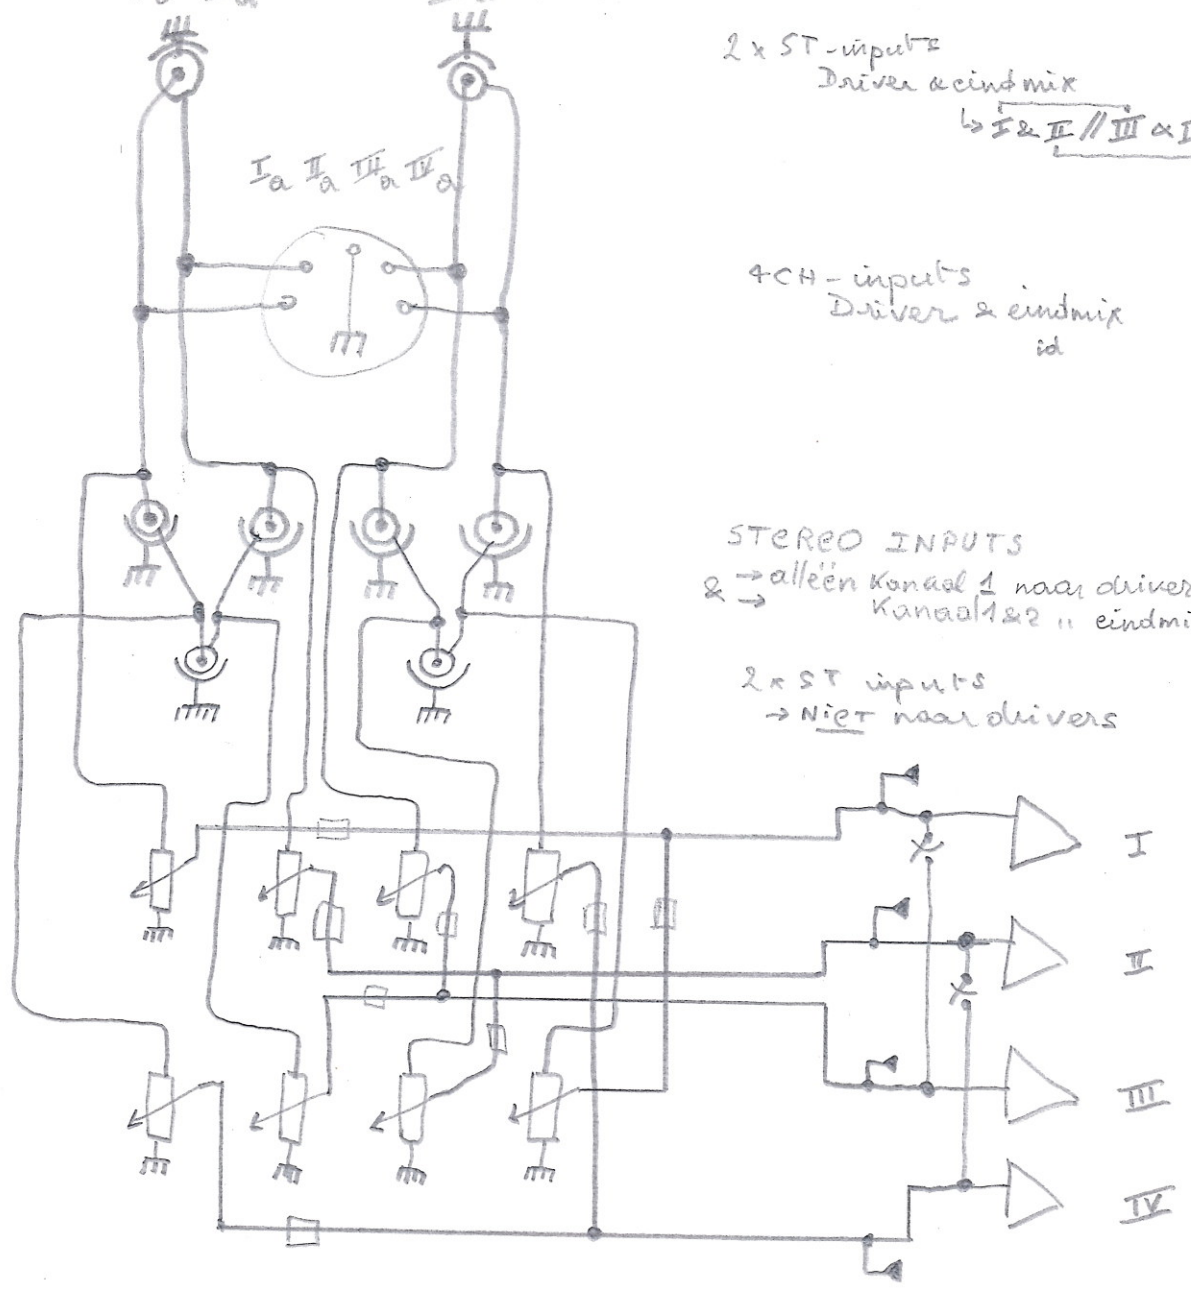 2 x ST-inputs
Driver & eindmix
↳ I & II // III &
Ia IIa IIIa IVa
4CH-inputs
Driver & eindmix
id
STEREO INPUTS
& → alléén Kanaal 1 naar driver
→ Kanaal 1&2 " eindmi
2 x ST inputs
→ NIET naar drivers
I
II
III
IV